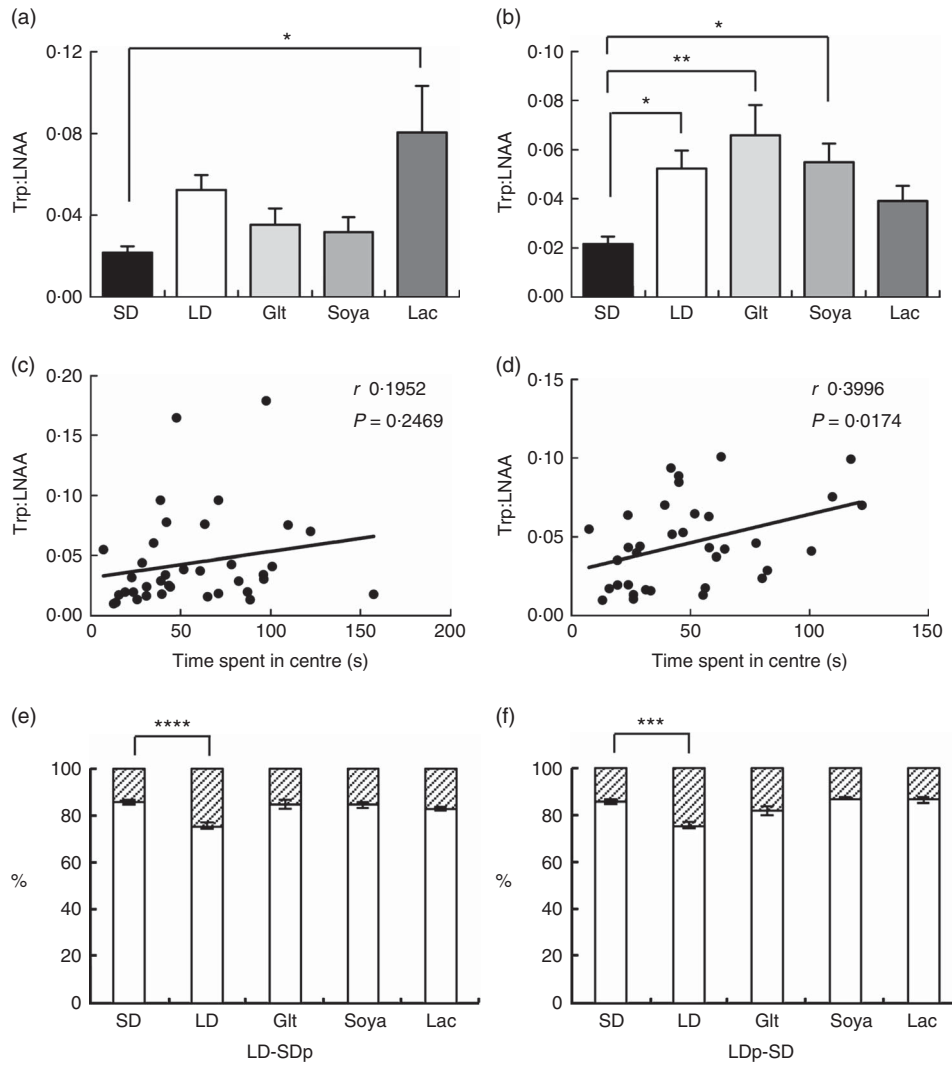 (a)
*
0·12
0·08
0·04
0·00
Trp:LNAA
SD LD Glt Soya Lac
(b)
*
**
*
0·10
0·08
0·06
0·04
0·02
0·00
Trp:LNAA
SD LD Glt Soya Lac
(c)
0·20
0·15
0·10
0·05
0·00
Trp:LNAA
r 0·1952
P = 0·2469
0 50 100 150 200
Time spent in centre (s)
(d)
0·15
0·10
0·05
0·00
Trp:LNAA
r 0·3996
P = 0·0174
0 50 100 150
Time spent in centre (s)
(e)
****
100
80
60
40
20
0
%
SD LD Glt Soya Lac
LD-SDp
(f)
***
100
80
60
40
20
0
%
SD LD Glt Soya Lac
LDp-SD